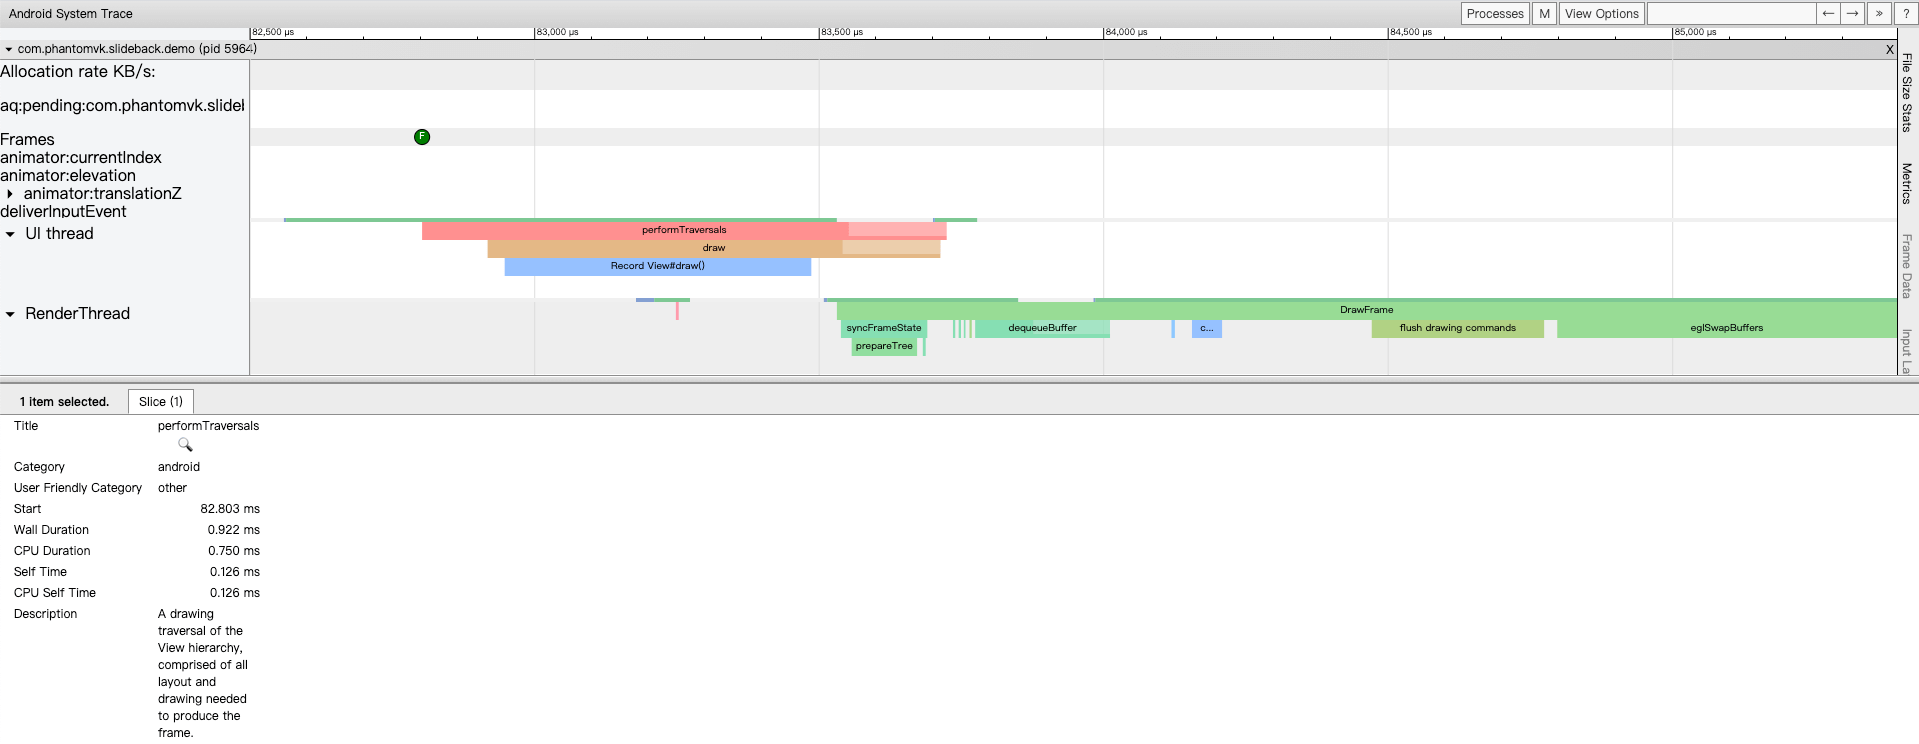 Android System Trace
Processes M View Options ← → » ?
82,500 μs 83,000 μs 83,500 μs 84,000 μs 84,500 μs 85,000 μs
com.phantomvk.slideback.demo (pid 5964) X
Allocation rate KB/s:
aq:pending:com.phantomvk.slidel
Frames F
animator:currentIndex
animator:elevation
animator:translationZ
deliverInputEvent
UI thread
performTraversals
draw
Record View#draw()
RenderThread
DrawFrame
syncFrameState dequeueBuffer c... flush drawing commands eglSwapBuffers
prepareTree
File Size Stats
Metrics
Frame Data
Input La
1 item selected. Slice (1)
Title performTraversals
Category android
User Friendly Category other
Start 82.803 ms
Wall Duration 0.922 ms
CPU Duration 0.750 ms
Self Time 0.126 ms
CPU Self Time 0.126 ms
Description A drawing
traversal of the
View hierarchy,
comprised of all
layout and
drawing needed
to produce the
frame.